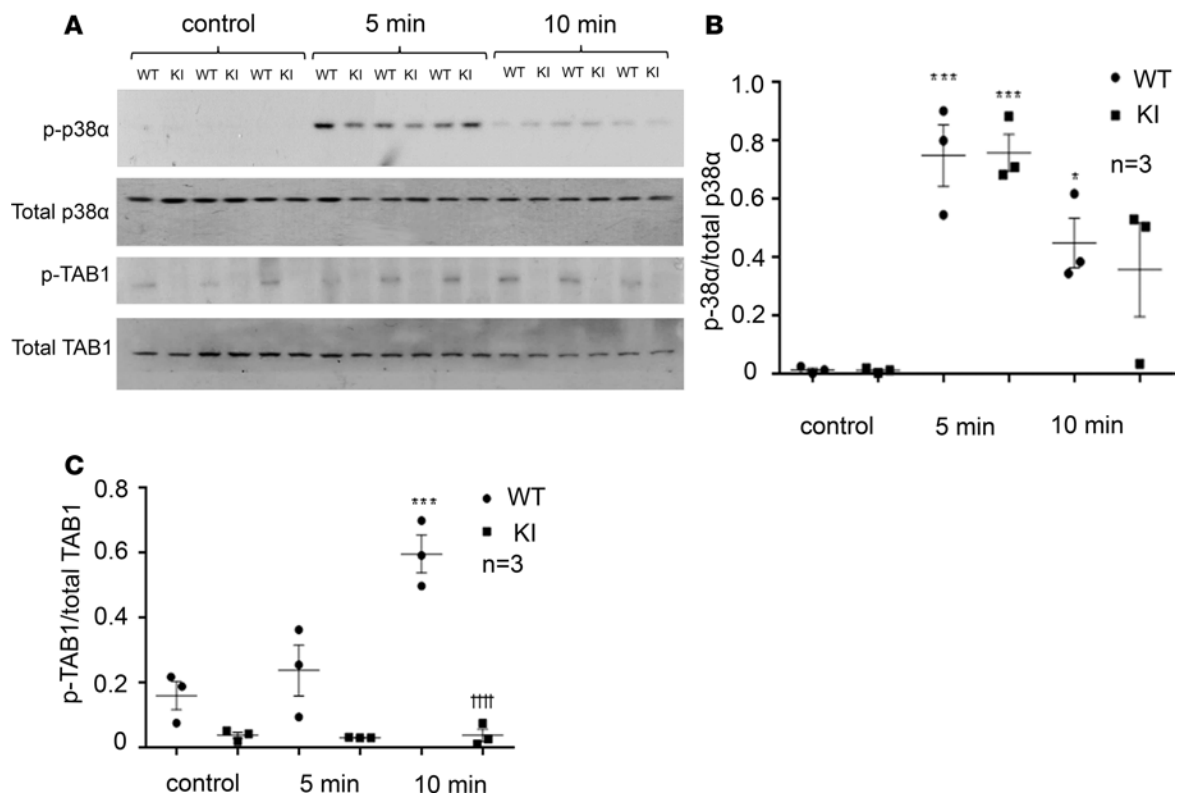 A
control 5 min 10 min
WT KI WT KI WT KI WT KI WT KI WT KI WT KI WT KI WT KI
p-p38α
Total p38α
p-TAB1
Total TAB1
B
p-38α/total p38α
1.0
0.8
0.6
0.4
0.2
0
***
***
*
WT
KI
n=3
control 5 min 10 min
C
p-TAB1/total TAB1
0.8
0.6
0.4
0.2
0
***
††††
WT
KI
n=3
control 5 min 10 min